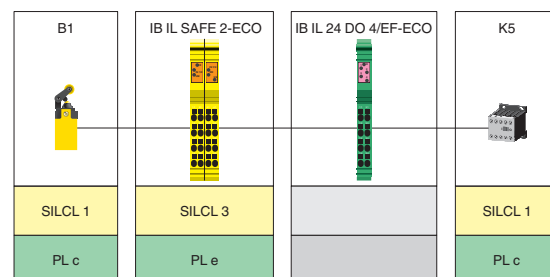 B1
IB IL SAFE 2-ECO
IB IL 24 DO 4/EF-ECO
K5
SILCL 1
SILCL 3
SILCL 1
PL c
PL e
PL c